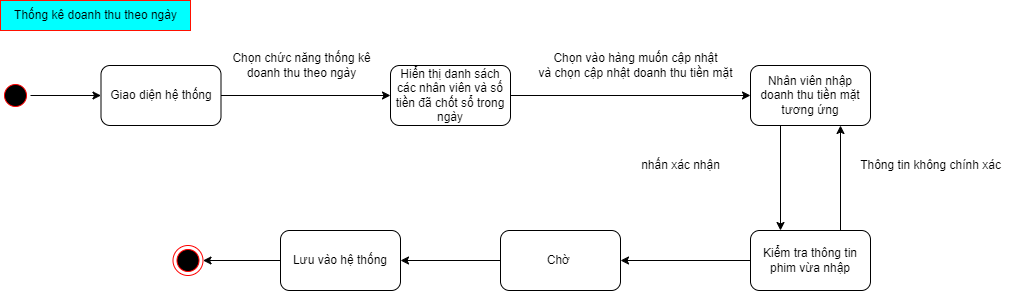 Thống kê doanh thu theo ngày
Chọn chức năng thống kê
doanh thu theo ngày
Chọn vào hàng muốn cập nhật
và chọn cập nhật doanh thu tiền mặt
Giao diện hệ thống
Hiển thị danh sách
các nhân viên và số
tiền đã chốt sổ trong
ngày
Nhân viên nhập
doanh thu tiền mặt
tương ứng
nhấn xác nhận
Thông tin không chính xác
Lưu vào hệ thống
Chờ
Kiểm tra thông tin
phim vừa nhập